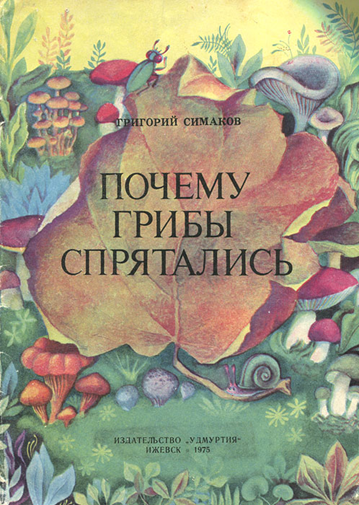 ГРИГОРИЙ СИМАКОВ
ПОЧЕМУ
ГРИБЫ
СПРЯТАЛИСЬ
ИЗДАТЕЛЬСТВО „УДМУРТИЯ“
ИЖЕВСК • 1975